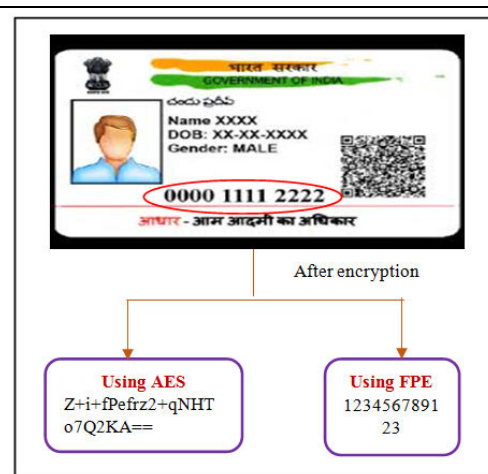 भारत सरकार
GOVERNMENT OF INDIA
Name XXXX
DOB: XX-XX-XXXX
Gender: MALE
0000 1111 2222
आधार - आम आदमी का अधिकार
After encryption
Using AES
Z+i+fPefrz2+qNHT
o7Q2KA==
Using FPE
1234567891
23